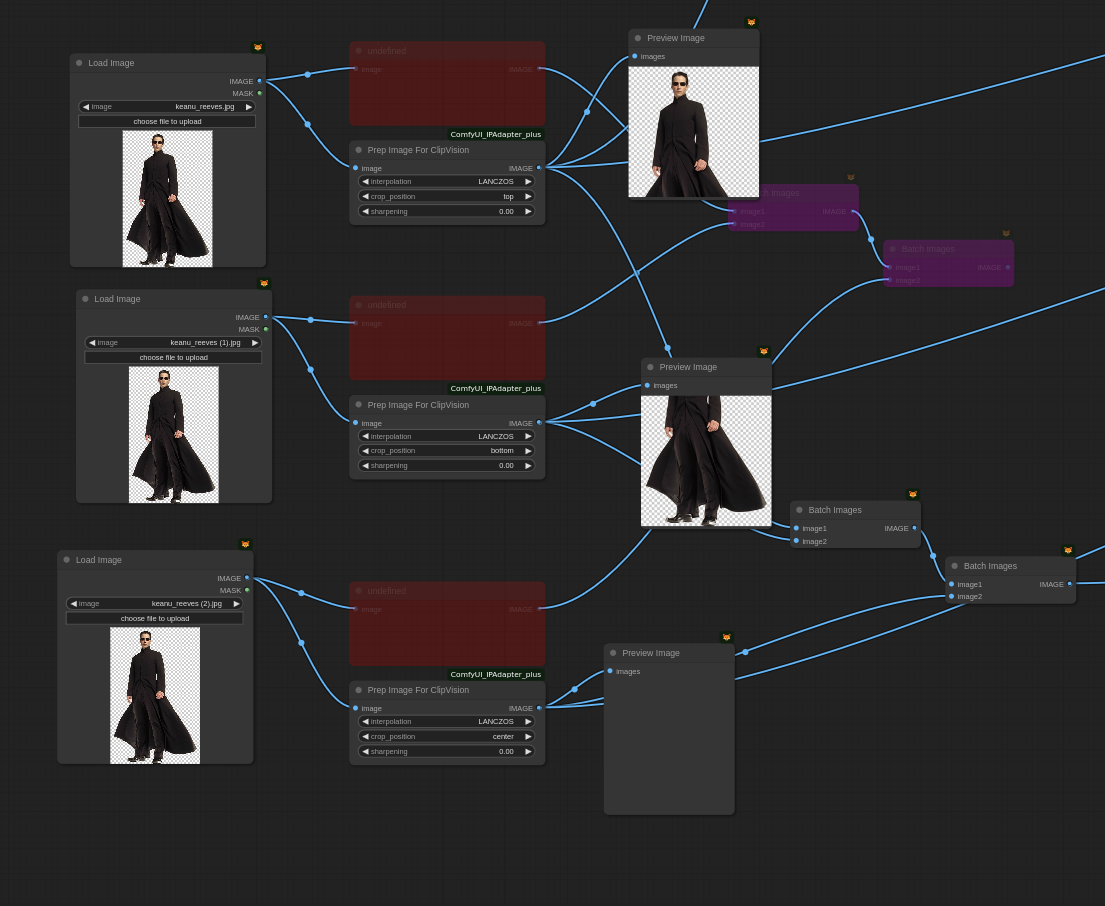 Load Image
IMAGE
MASK
image keanu_reeves.jpg
choose file to upload
undefined
image IMAGE
ComfyUI_IPAdapter_plus
Prep Image For ClipVision
image IMAGE
interpolation LANCZOS
crop_position top
sharpening 0.00
Preview Image
images
ch Images
image1 IMAGE
image2
Batch Images
image1 IMAGE
image2
Load Image
IMAGE
MASK
image keanu_reeves (1).jpg
choose file to upload
undefined
image IMAGE
ComfyUI_IPAdapter_plus
Prep Image For ClipVision
image IMAGE
interpolation LANCZOS
crop_position bottom
sharpening 0.00
Preview Image
images
Batch Images
image1 IMAGE
image2
Batch Images
image1 IMAGE
image2
Load Image
IMAGE
MASK
image keanu_reeves (2).jpg
choose file to upload
undefined
image IMAGE
ComfyUI_IPAdapter_plus
Prep Image For ClipVision
image IMAGE
interpolation LANCZOS
crop_position center
sharpening 0.00
Preview Image
images